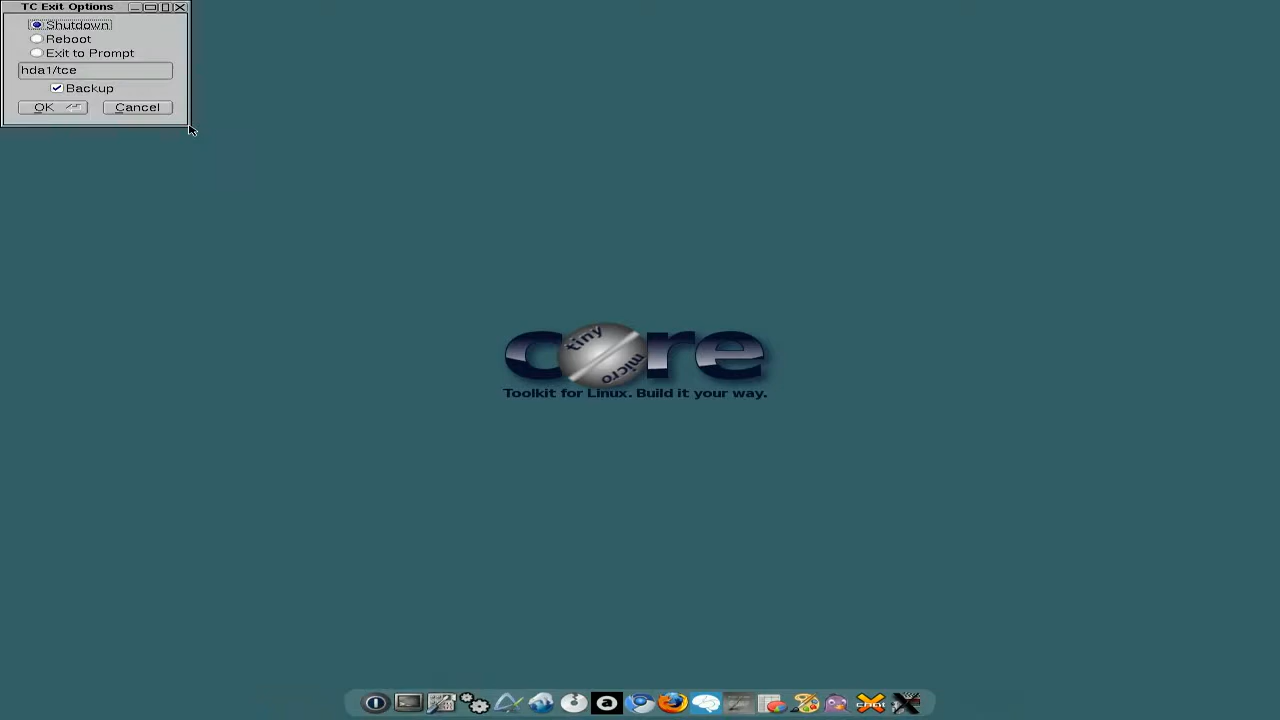 TC Exit Options
Shutdown
Reboot
Exit to Prompt
hda1/tce
Backup
OK
Cancel
core
tiny
micro
Toolkit for Linux. Build it your way.
a
chat